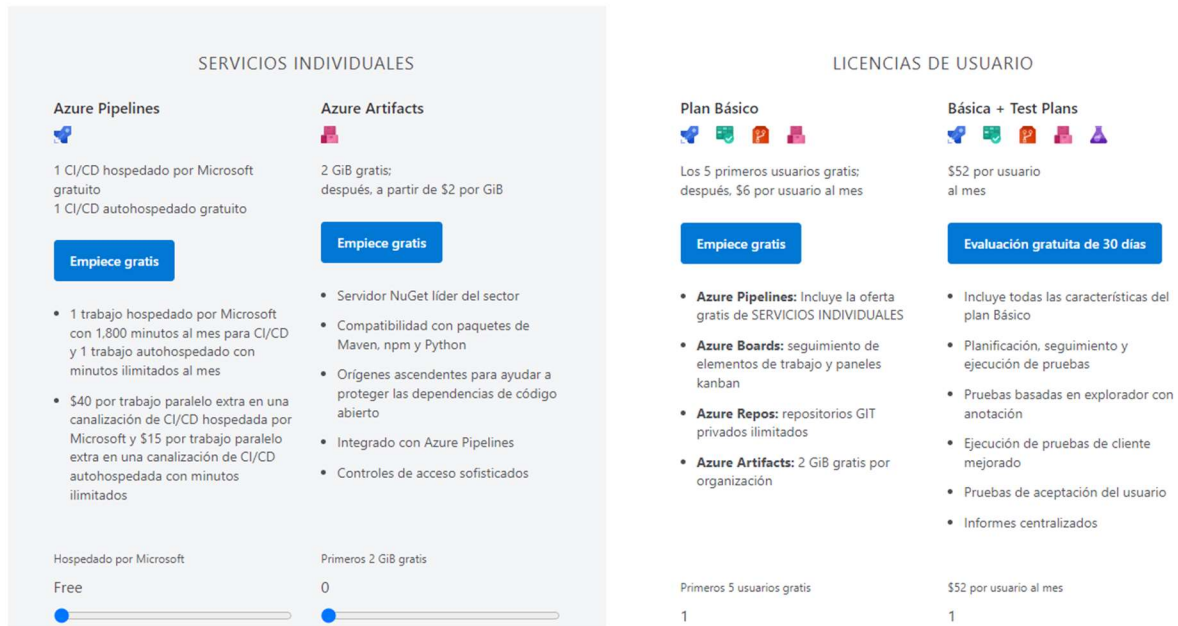 SERVICIOS INDIVIDUALES
Azure Pipelines
1 CI/CD hospedado por Microsoft
gratuito
1 CI/CD autohospedado gratuito
Empiece gratis
• 1 trabajo hospedado por Microsoft
con 1,800 minutos al mes para CI/CD
y 1 trabajo autohospedado con
minutos ilimitados al mes
• $40 por trabajo paralelo extra en una
canalización de CI/CD hospedada por
Microsoft y $15 por trabajo paralelo
extra en una canalización de CI/CD
autohospedada con minutos
ilimitados
Hospedado por Microsoft
Free
Azure Artifacts
2 GiB gratis;
después, a partir de $2 por GiB
Empiece gratis
• Servidor NuGet líder del sector
• Compatibilidad con paquetes de
Maven, npm y Python
• Orígenes ascendentes para ayudar a
proteger las dependencias de código
abierto
• Integrado con Azure Pipelines
• Controles de acceso sofisticados
Primeros 2 GiB gratis
0
LICENCIAS DE USUARIO
Plan Básico
Los 5 primeros usuarios gratis;
después, $6 por usuario al mes
Empiece gratis
• Azure Pipelines: Incluye la oferta
gratis de SERVICIOS INDIVIDUALES
• Azure Boards: seguimiento de
elementos de trabajo y paneles
kanban
• Azure Repos: repositorios GIT
privados ilimitados
• Azure Artifacts: 2 GiB gratis por
organización
Primeros 5 usuarios gratis
1
Básica + Test Plans
$52 por usuario
al mes
Evaluación gratuita de 30 días
• Incluye todas las características del
plan Básico
• Planificación, seguimiento y
ejecución de pruebas
• Pruebas basadas en explorador con
anotación
• Ejecución de pruebas de cliente
mejorado
• Pruebas de aceptación del usuario
• Informes centralizados
$52 por usuario al mes
1